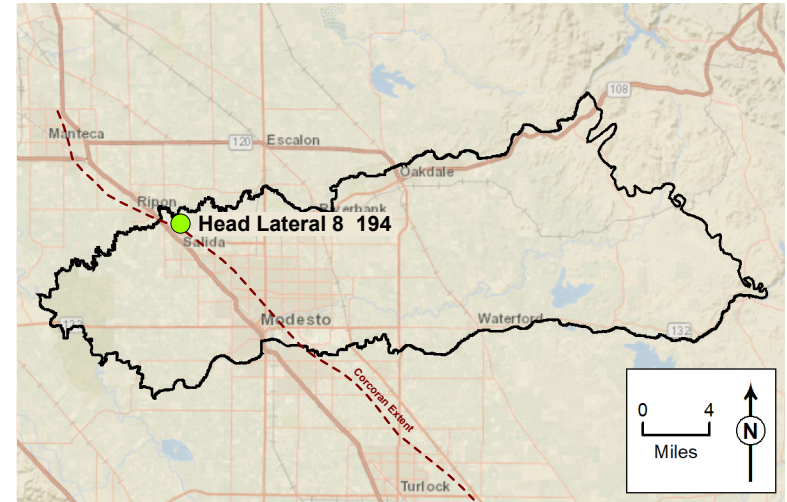 108
Manteca
120
Escalon
Oakdale
Ripon
Riverbank
Head Lateral 8 194
Salida
132
Modesto
Waterford
132
Corcoran Extent
Turlock
0 4
Miles
N